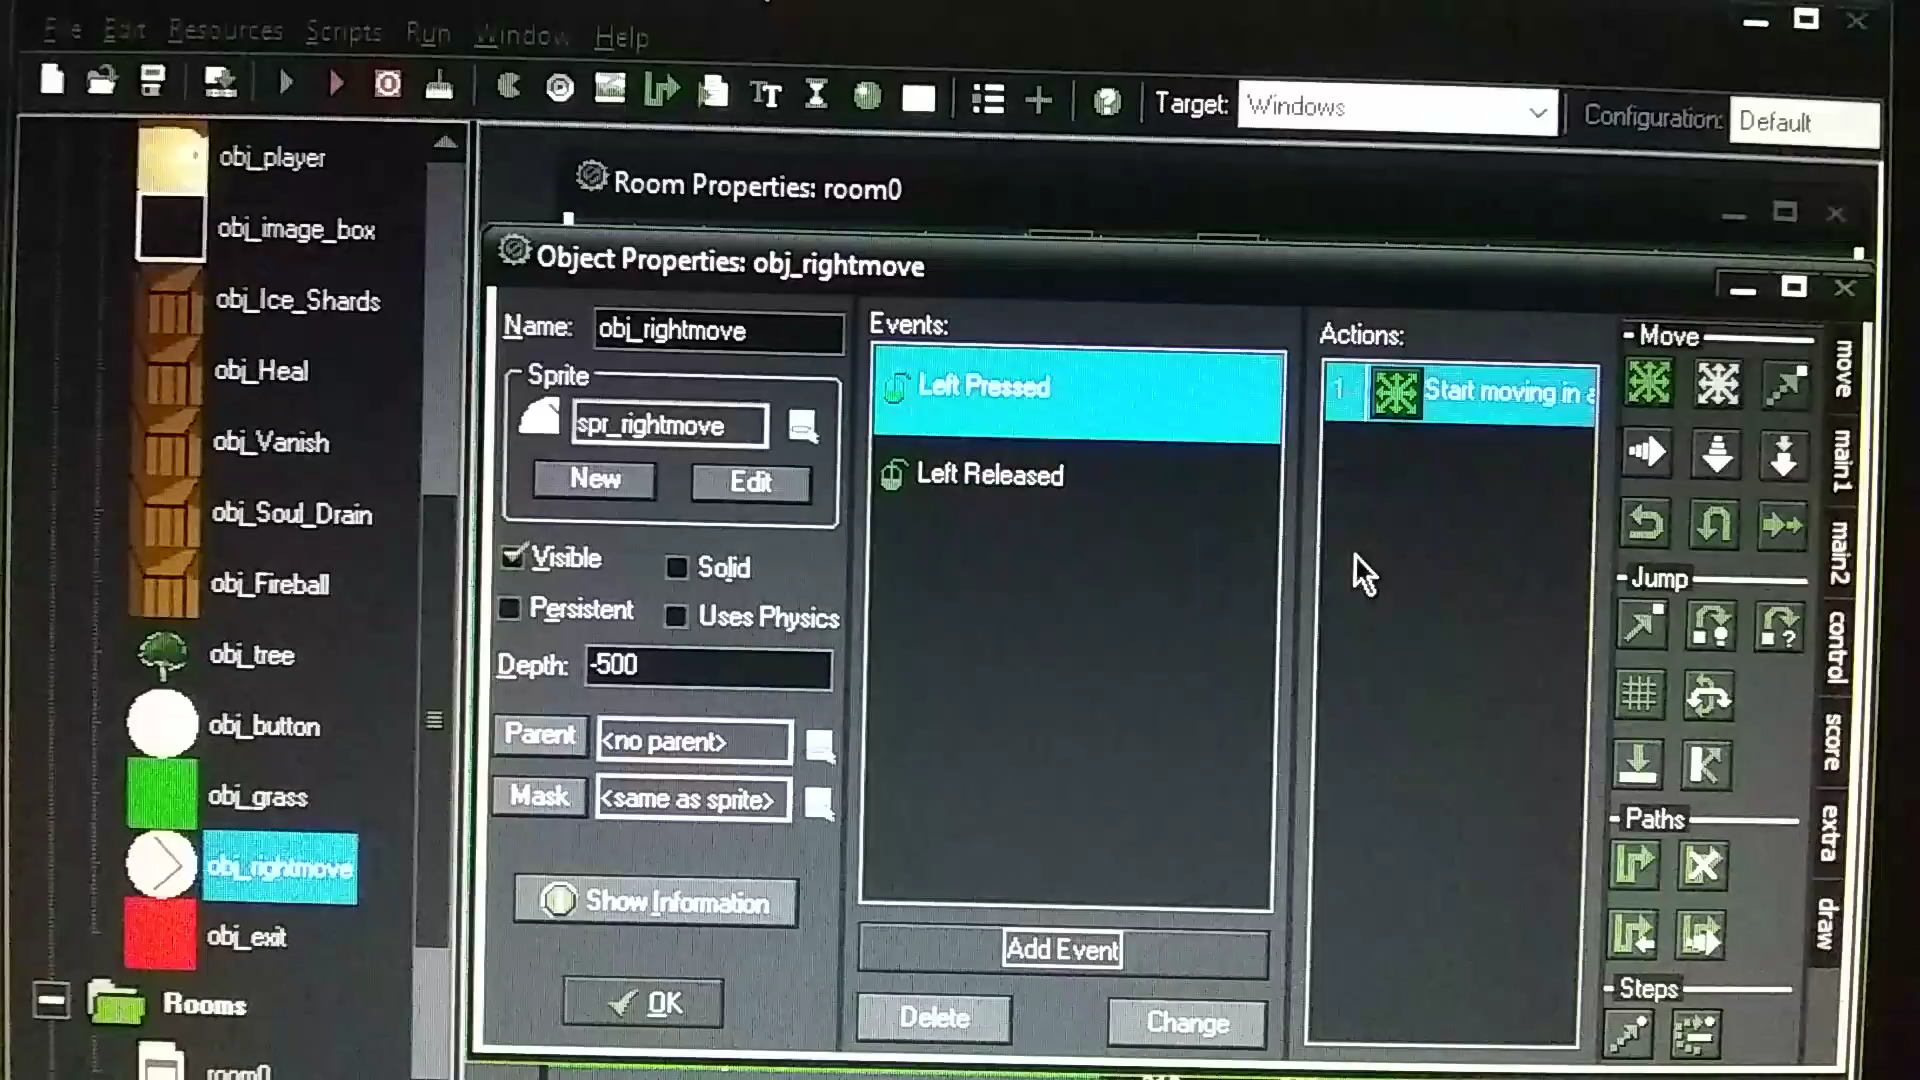 File Edit Resources Scripts Run Window Help
Target: Windows Configuration: Default
obj_player
obj_image_box
obj_Ice_Shards
obj_Heal
obj_Vanish
obj_Soul_Drain
obj_Fireball
obj_tree
obj_button
obj_grass
obj_rightmove
obj_exit
Rooms
room0
Room Properties: room0
Object Properties: obj_rightmove
Name: obj_rightmove
Sprite
spr_rightmove
New Edit
Visible Solid
Persistent Uses Physics
Depth: -500
Parent <no parent>
Mask <same as sprite>
Show Information
OK
Events:
Left Pressed
Left Released
Add Event
Delete Change
Actions:
1 Start moving in a
Move
Jump
Paths
Steps
move
main1
main2
control
score
extra
draw